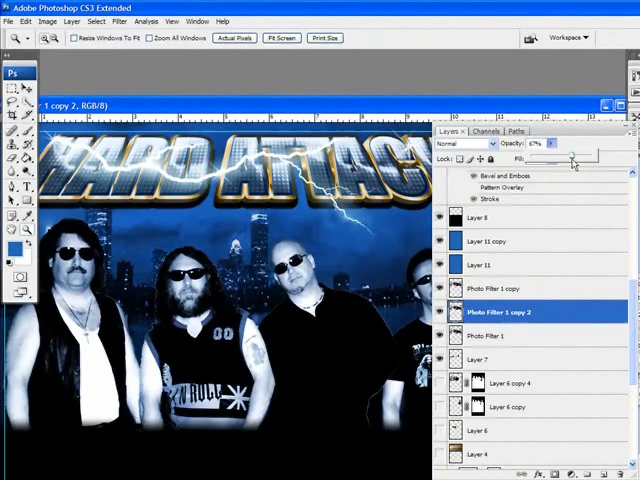 Adobe Photoshop CS3 Extended
File Edit Image Layer Select Filter Analysis View Window Help
Resize Windows To Fit Zoom All Windows Actual Pixels Fit Screen Print Size Workspace
Ps
1 copy 2, RGB/8)
Layers Channels Paths
Normal Opacity: 67%
Lock: Fill:
Bevel and Emboss
Pattern Overlay
Stroke
Layer 8
Layer 11 copy
Layer 11
Photo Filter 1 copy
Photo Filter 1 copy 2
Photo Filter 1
Layer 7
Layer 6 copy 4
Layer 6 copy
Layer 6
Layer 4
HARD ATTACK
00
N ROLL